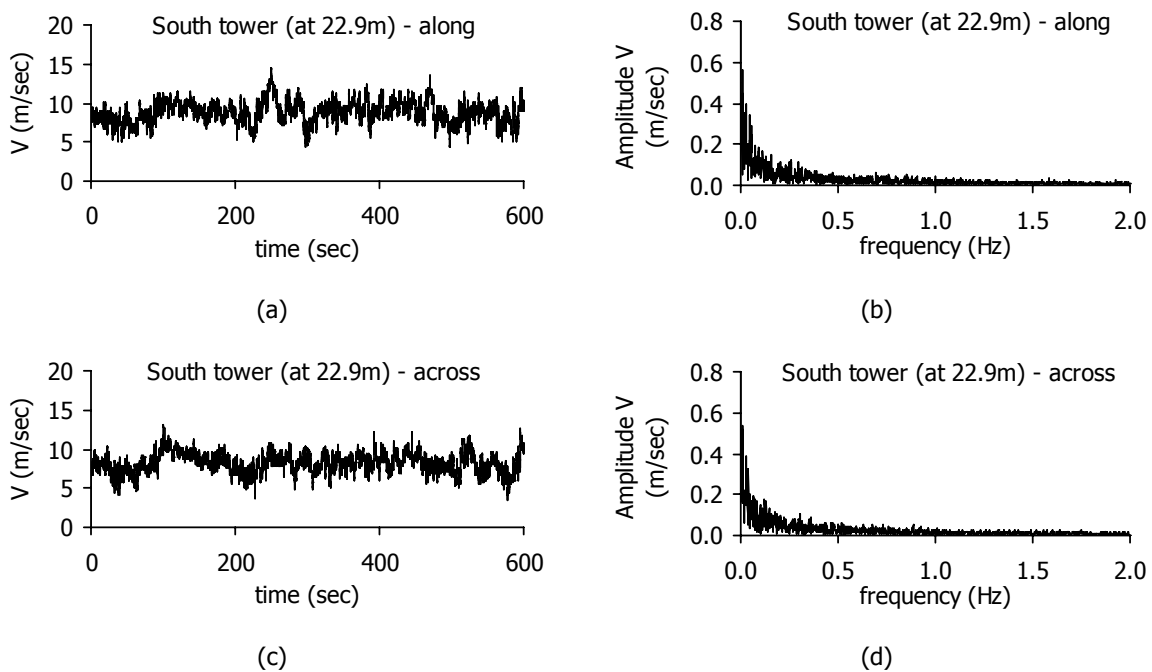 South tower (at 22.9m) - along
V (m/sec)
20
15
10
5
0
0 200 400 600
time (sec)
(a)
South tower (at 22.9m) - along
Amplitude V
(m/sec)
0.8
0.6
0.4
0.2
0.0
0.0 0.5 1.0 1.5 2.0
frequency (Hz)
(b)
South tower (at 22.9m) - across
V (m/sec)
20
15
10
5
0
0 200 400 600
time (sec)
(c)
South tower (at 22.9m) - across
Amplitude V
(m/sec)
0.8
0.6
0.4
0.2
0.0
0.0 0.5 1.0 1.5 2.0
frequency (Hz)
(d)